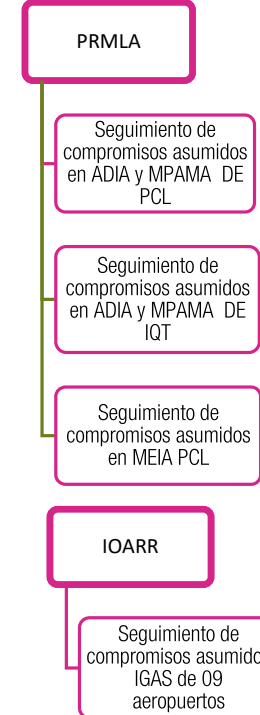 PRMLA
Seguimiento de
compromisos asumidos
en ADIA y MPAMA DE
PCL
Seguimiento de
compromisos asumidos
en ADIA y MPAMA DE
IQT
Seguimiento de
compromisos asumidos
en MEIA PCL
IOARR
Seguimiento de
compromisos asumido
IGAS de 09
aeropuertos